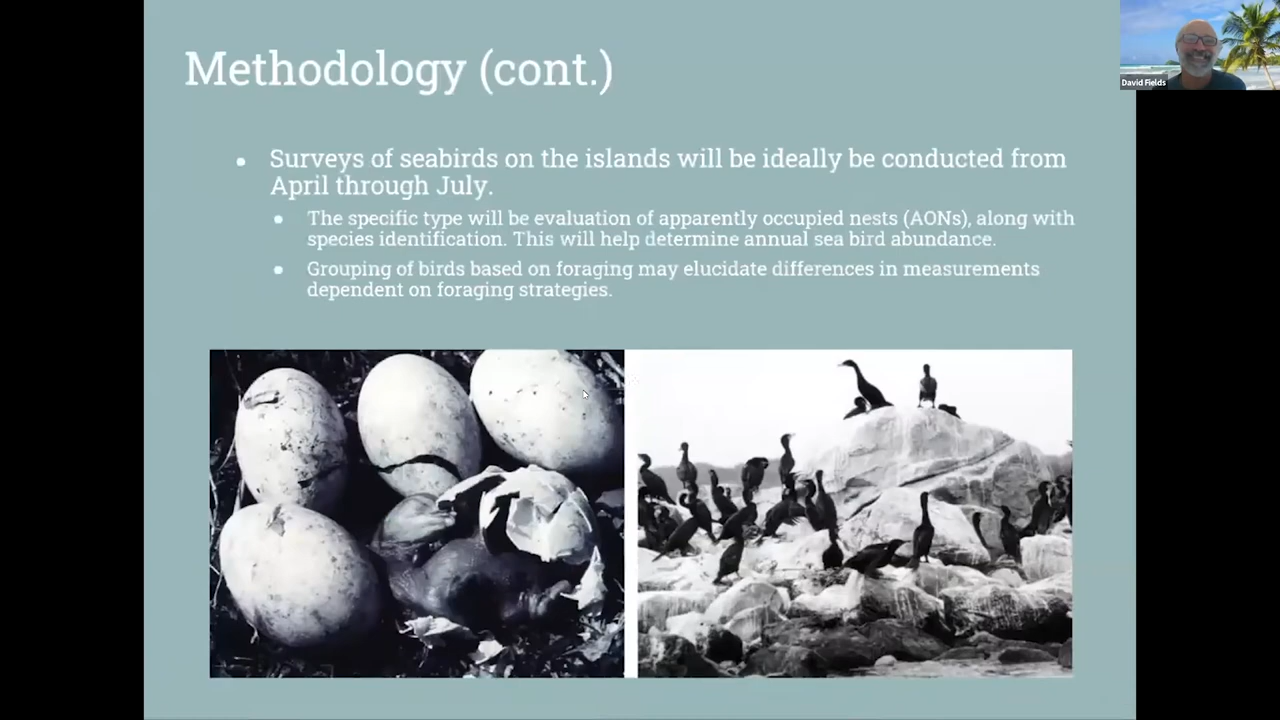 Methodology (cont.)
David Fields
Surveys of seabirds on the islands will be ideally be conducted from
April through July.
The specific type will be evaluation of apparently occupied nests (AONs), along with
species identification. This will help determine annual sea bird abundance.
Grouping of birds based on foraging may elucidate differences in measurements
dependent on foraging strategies.